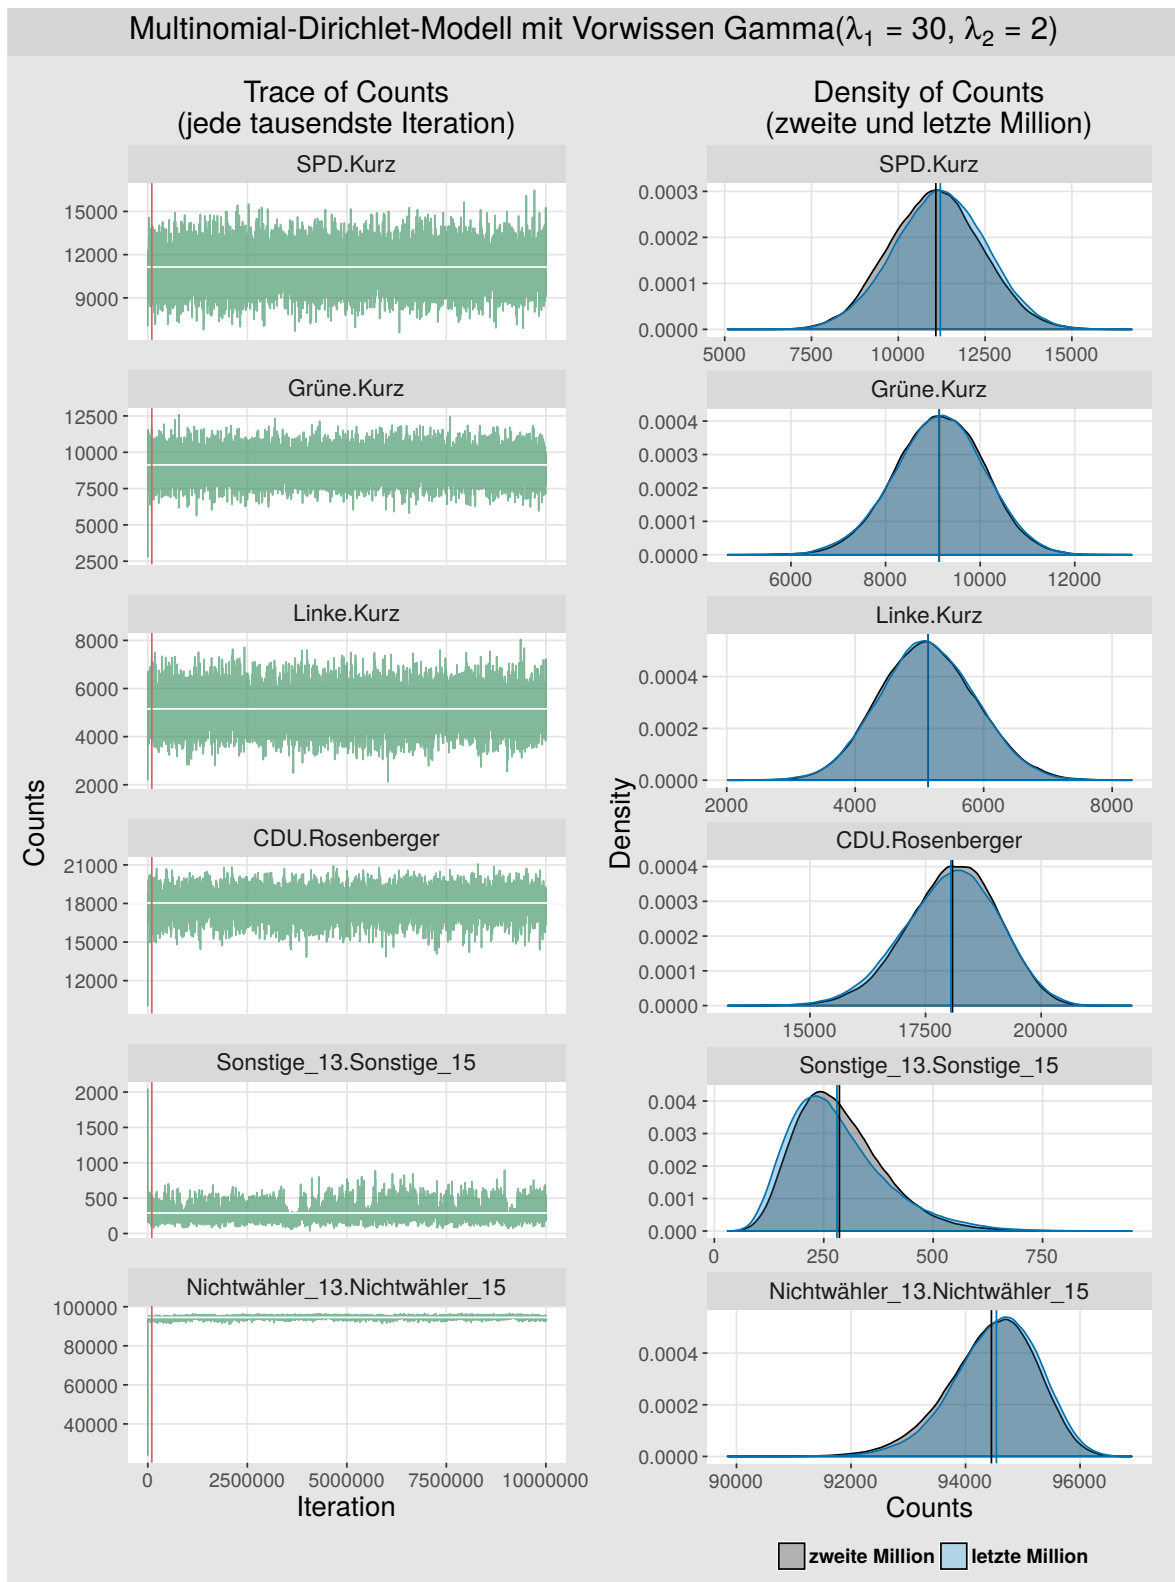 Multinomial-Dirichlet-Modell mit Vorwissen Gamma(λ₁ = 30, λ₂ = 2)
Trace of Counts
(jede tausendste Iteration)
Density of Counts
(zweite und letzte Million)
SPD.Kurz
15000
12000
9000
SPD.Kurz
0.0003
0.0002
0.0001
0.0000
5000 7500 10000 12500 15000
Grüne.Kurz
12500
10000
7500
5000
2500
Grüne.Kurz
0.0004
0.0003
0.0002
0.0001
0.0000
6000 8000 10000 12000
Linke.Kurz
8000
6000
4000
2000
Linke.Kurz
0.0004
0.0002
0.0000
2000 4000 6000 8000
Counts
Density
CDU.Rosenberger
21000
18000
15000
12000
CDU.Rosenberger
0.0004
0.0003
0.0002
0.0001
0.0000
15000 17500 20000
Sonstige_13.Sonstige_15
2000
1500
1000
500
0
Sonstige_13.Sonstige_15
0.004
0.003
0.002
0.001
0.000
0 250 500 750
Nichtwähler_13.Nichtwähler_15
100000
80000
60000
40000
0 2500000 5000000 7500000 10000000
Iteration
Nichtwähler_13.Nichtwähler_15
0.0004
0.0002
0.0000
90000 92000 94000 96000
Counts
zweite Million letzte Million